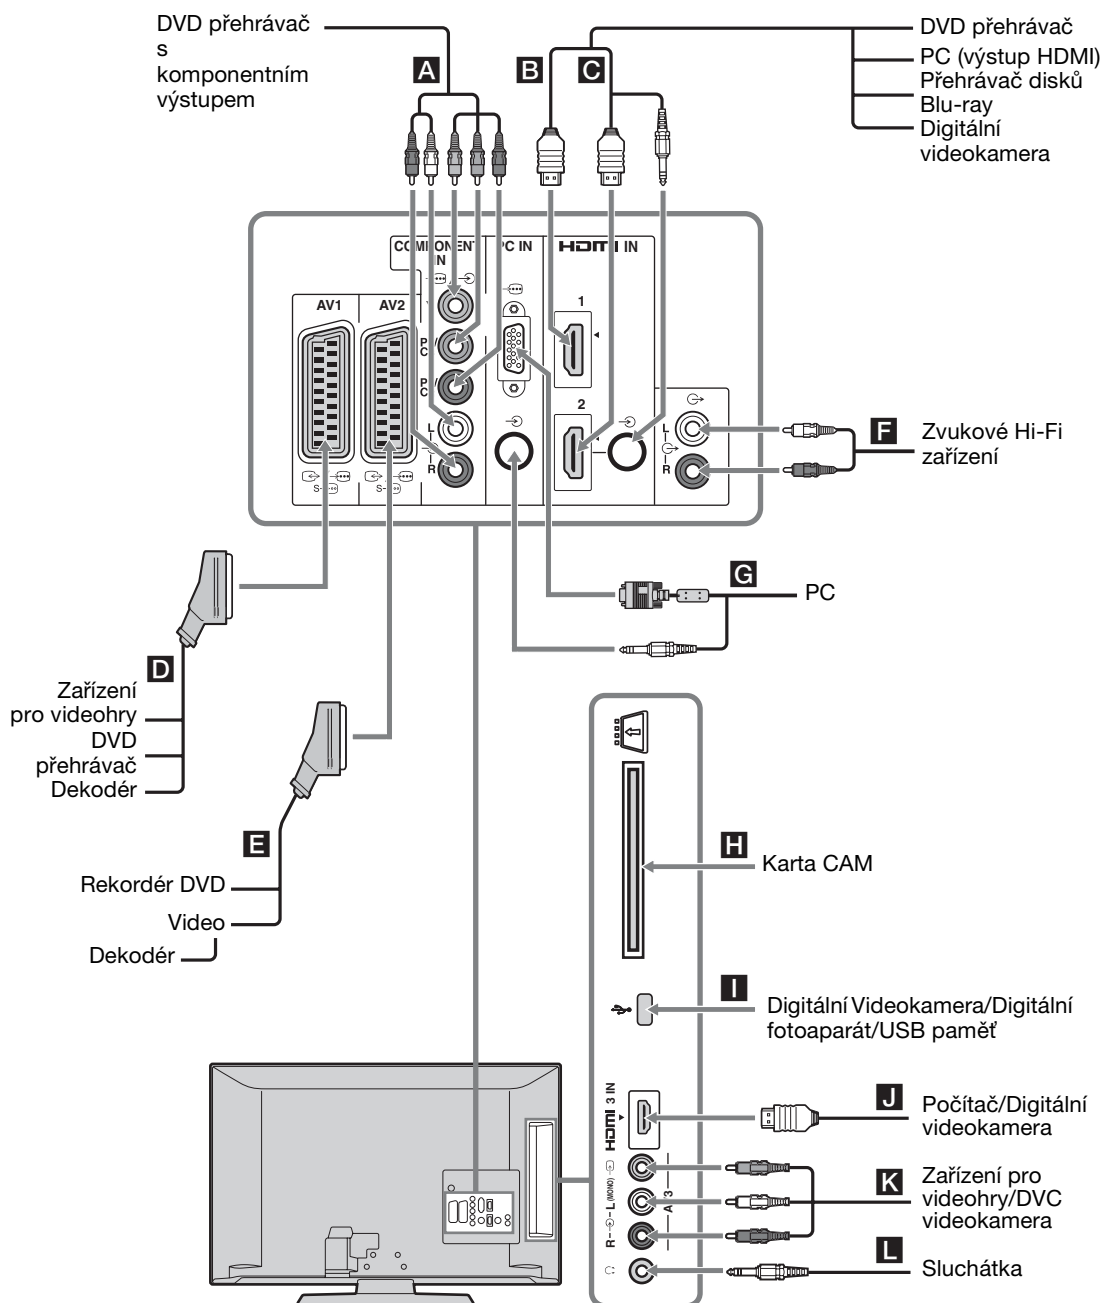 DVD přehrávač
s
komponentním
výstupem
A
B
C
DVD přehrávač
PC (výstup HDMI)
Přehrávač disků
Blu-ray
Digitální
videokamera
COMPONENT
IN
PC IN
HDMI IN
AV1
AV2
1
2
L
R
L
R
F
Zvukové Hi-Fi
zařízení
G
PC
D
Zařízení
pro videohry
DVD
přehrávač
Dekodér
E
Rekordér DVD
Video
Dekodér
H
Karta CAM
I
Digitální Videokamera/Digitální
fotoaparát/USB paměť
HDMI 3 IN
J
Počítač/Digitální
videokamera
R
L (MONO)
K
Zařízení pro
videohry/DVC
videokamera
L
Sluchátka